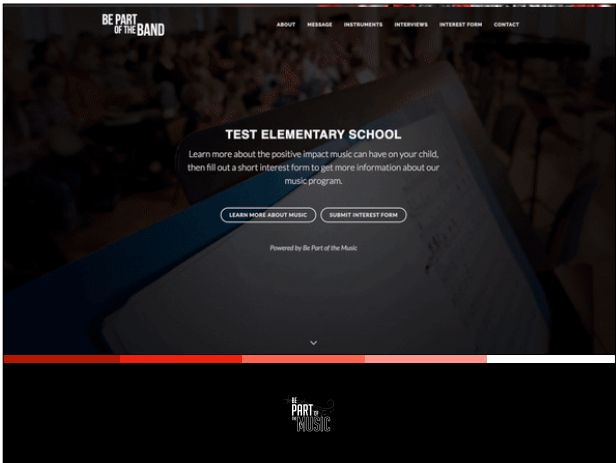 BE PART
OF THE BAND
ABOUT MESSAGE INSTRUMENTS INTERVIEWS INTEREST FORM CONTACT
TEST ELEMENTARY SCHOOL
Learn more about the positive impact music can have on your child,
then fill out a short interest form to get more information about our
music program.
LEARN MORE ABOUT MUSIC SUBMIT INTEREST FORM
Powered by Be Part of the Music
BE
PART OF
THE MUSIC